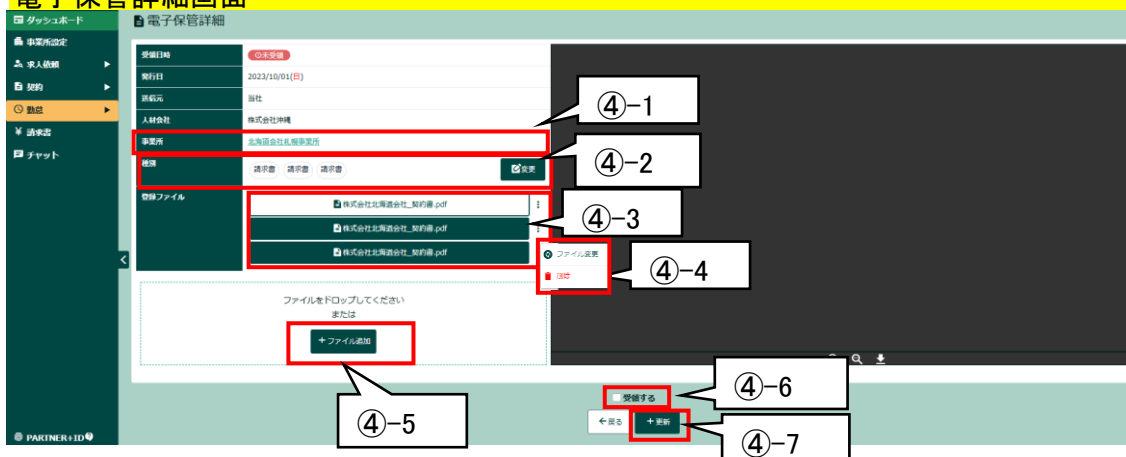 電子保管詳細画面
ダッシュボード
電子保管詳細
事業所設定
求人依頼
契約
勤怠
請求書
チャット
受領日時
未受領
発行日
2023/10/01(日)
送信元
当社
人材会社
株式会社沖縄
事業所
北海道会社札幌事業所
種別
請求書 請求書 請求書
変更
登録ファイル
株式会社北海道会社_契約書.pdf
株式会社北海道会社_契約書.pdf
株式会社北海道会社_契約書.pdf
ファイル変更
削除
ファイルをドロップしてください
または
+ファイル追加
④-1
④-2
④-3
④-4
④-5
受領する
④-6
←戻る
+更新
④-7
PARTNER+ID